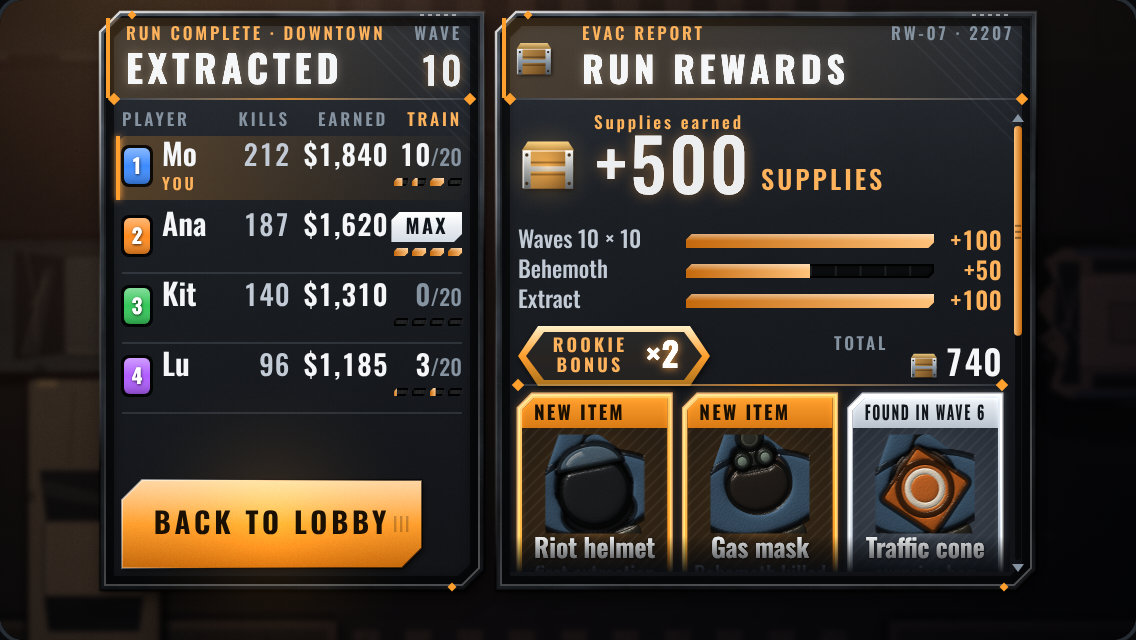 RUN COMPLETE · DOWNTOWN WAVE
EXTRACTED 10
PLAYER KILLS EARNED TRAIN
1 Mo 212 $1,840 10/20
YOU
2 Ana 187 $1,620 MAX
3 Kit 140 $1,310 0/20
4 Lu 96 $1,185 3/20
BACK TO LOBBY
EVAC REPORT RW-07 · 2207
RUN REWARDS
Supplies earned
+500 SUPPLIES
Waves 10 × 10 +100
Behemoth +50
Extract +100
ROOKIE BONUS ×2
TOTAL 740
NEW ITEM NEW ITEM FOUND IN WAVE 6
Riot helmet Gas mask Traffic cone